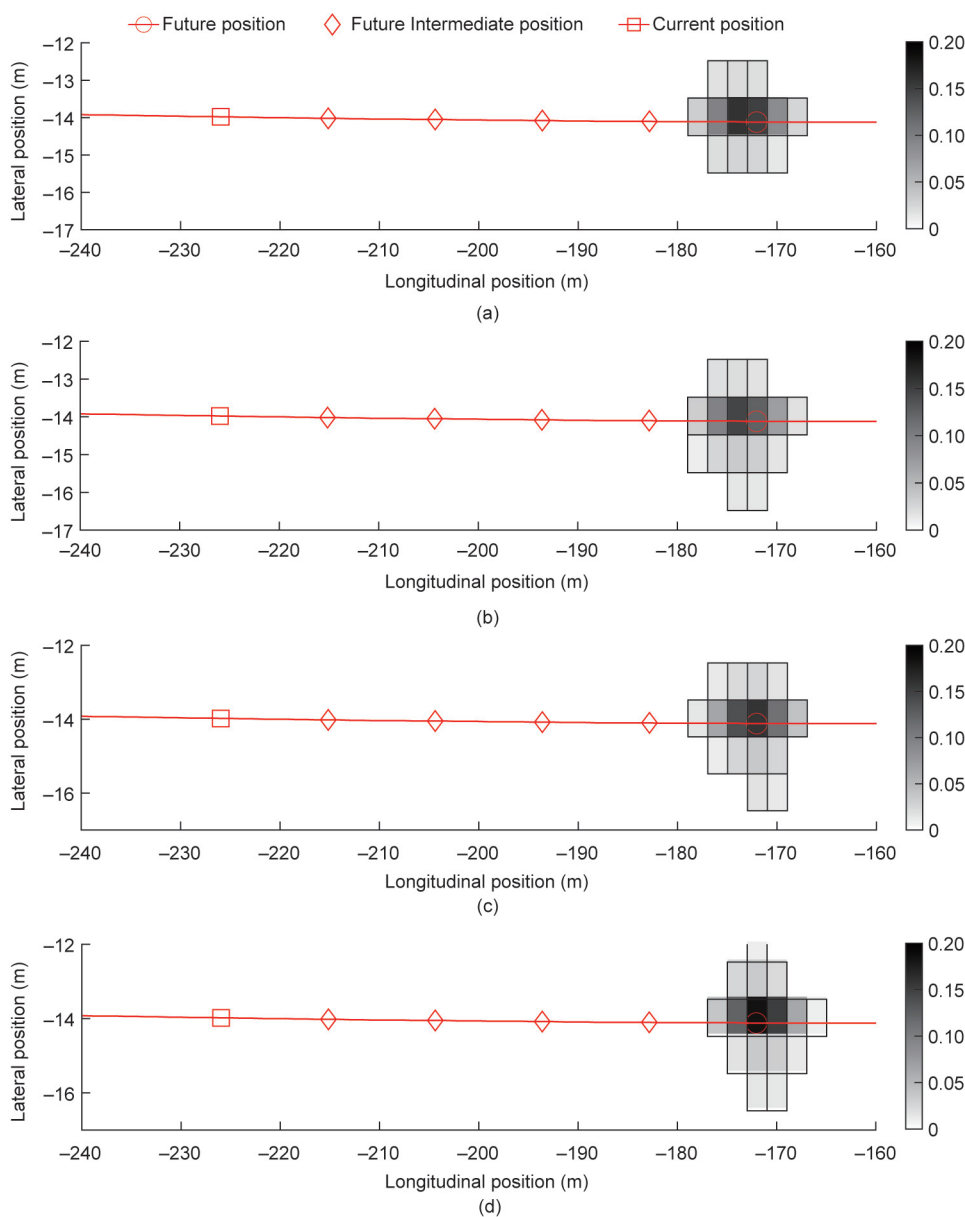 Future position Future Intermediate position Current position
–12
–13
–14
–15
–16
–17
Lateral position (m)
0.20
0.15
0.10
0.05
0
–240 –230 –220 –210 –200 –190 –180 –170 –160
Longitudinal position (m)
(a)
–12
–13
–14
–15
–16
–17
Lateral position (m)
0.20
0.15
0.10
0.05
0
–240 –230 –220 –210 –200 –190 –180 –170 –160
Longitudinal position (m)
(b)
–12
–14
–16
Lateral position (m)
0.20
0.15
0.10
0.05
0
–240 –230 –220 –210 –200 –190 –180 –170 –160
Longitudinal position (m)
(c)
–12
–14
–16
Lateral position (m)
0.20
0.15
0.10
0.05
0
–240 –230 –220 –210 –200 –190 –180 –170 –160
Longitudinal position (m)
(d)